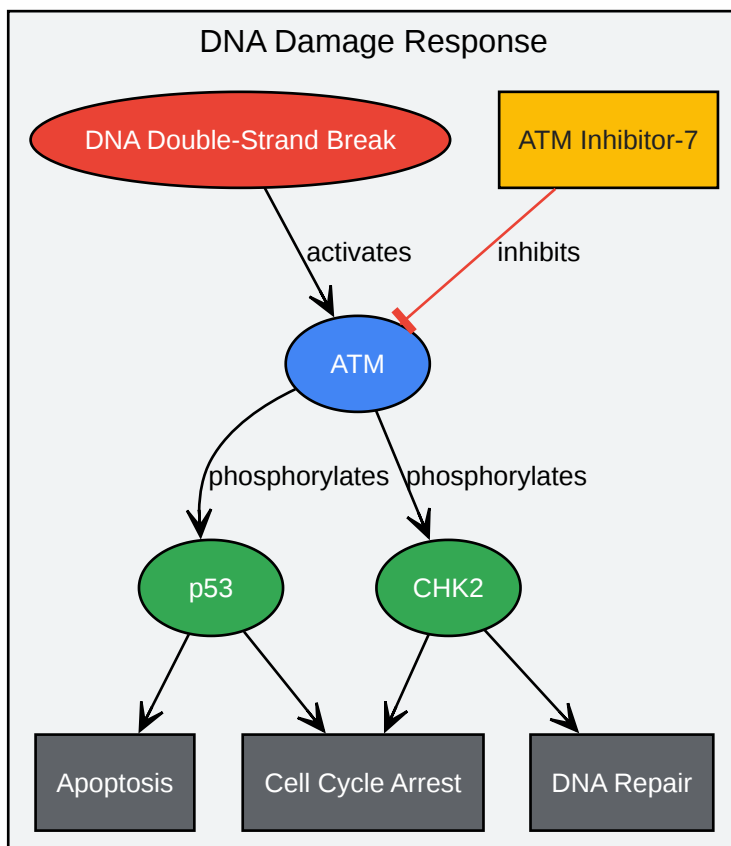 DNA Damage Response
DNA Double-Strand Break
ATM Inhibitor-7
activates
inhibits
ATM
phosphorylates
phosphorylates
p53
CHK2
Apoptosis
Cell Cycle Arrest
DNA Repair